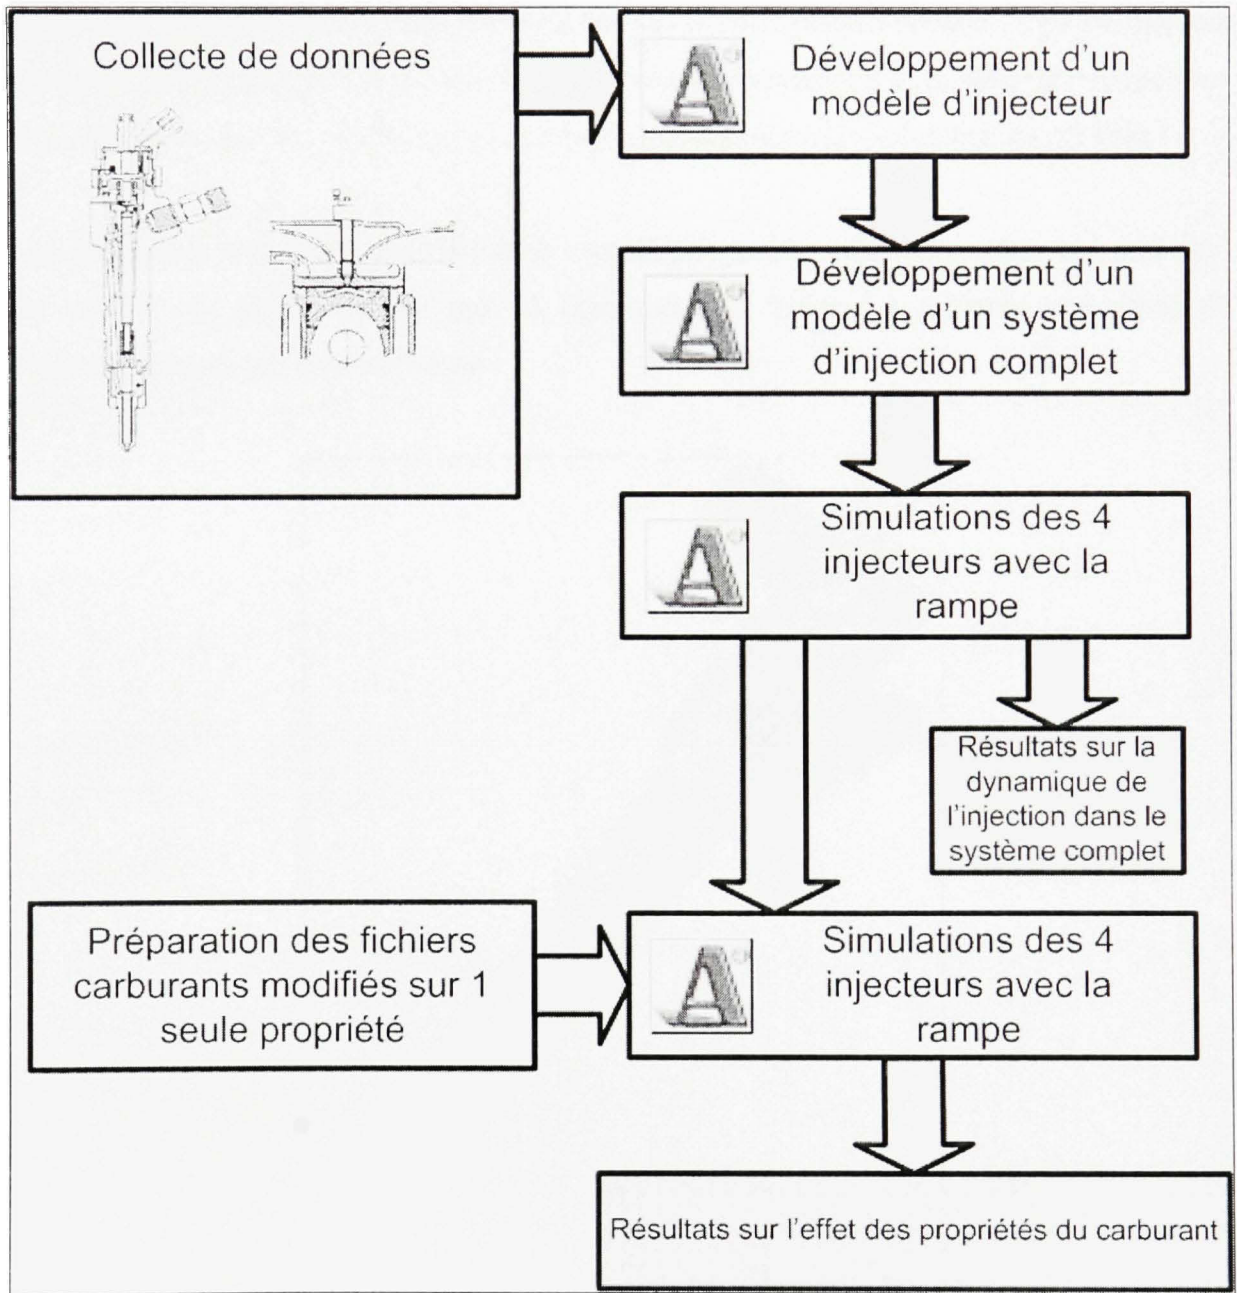 Collecte de données
Développement d'un
modèle d'injecteur
Développement d'un
modèle d'un système
d'injection complet
Simulations des 4
injecteurs avec la
rampe
Résultats sur la
dynamique de
l'injection dans le
système complet
Préparation des fichiers
carburants modifiés sur 1
seule propriété
Simulations des 4
injecteurs avec la
rampe
Résultats sur l'effet des propriétés du carburant